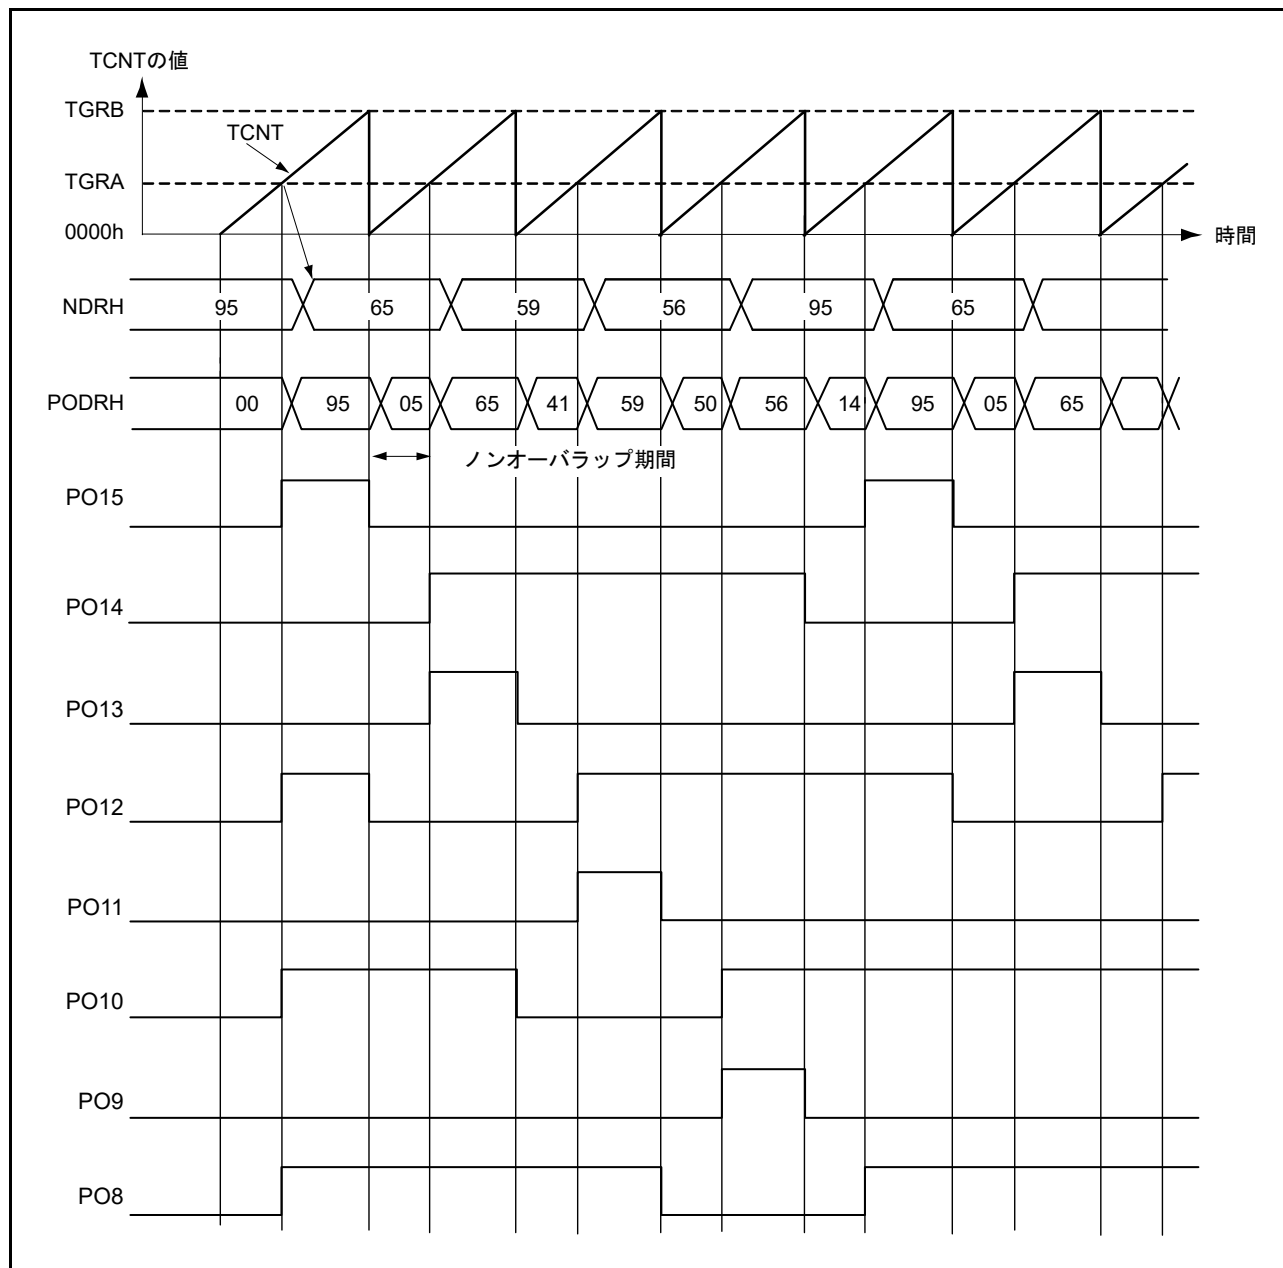 TCNTの値
TGRB
TCNT
TGRA
0000h
時間
NDRH 95 65 59 56 95 65
PODRH 00 95 05 65 41 59 50 56 14 95 05 65
ノンオーバラップ期間
PO15
PO14
PO13
PO12
PO11
PO10
PO9
PO8